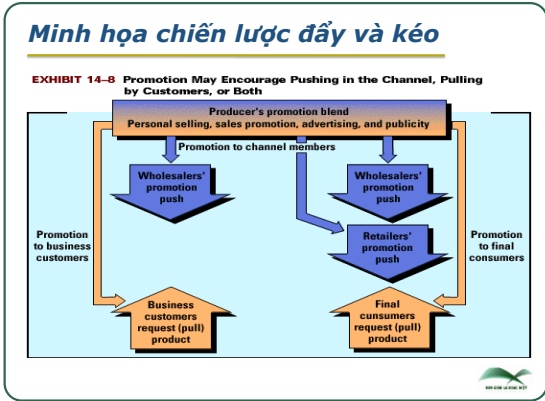 Minh họa chiến lược đẩy và kéo
EXHIBIT 14–8 Promotion May Encourage Pushing in the Channel, Pulling
by Customers, or Both
Producer's promotion blend
Personal selling, sales promotion, advertising, and publicity
Promotion to channel members
Wholesalers'
promotion
push
Wholesalers'
promotion
push
Retailers'
promotion
push
Promotion
to business
customers
Promotion
to final
consumers
Business
customers
request (pull)
product
Final
cunsumers
request (pull)
product